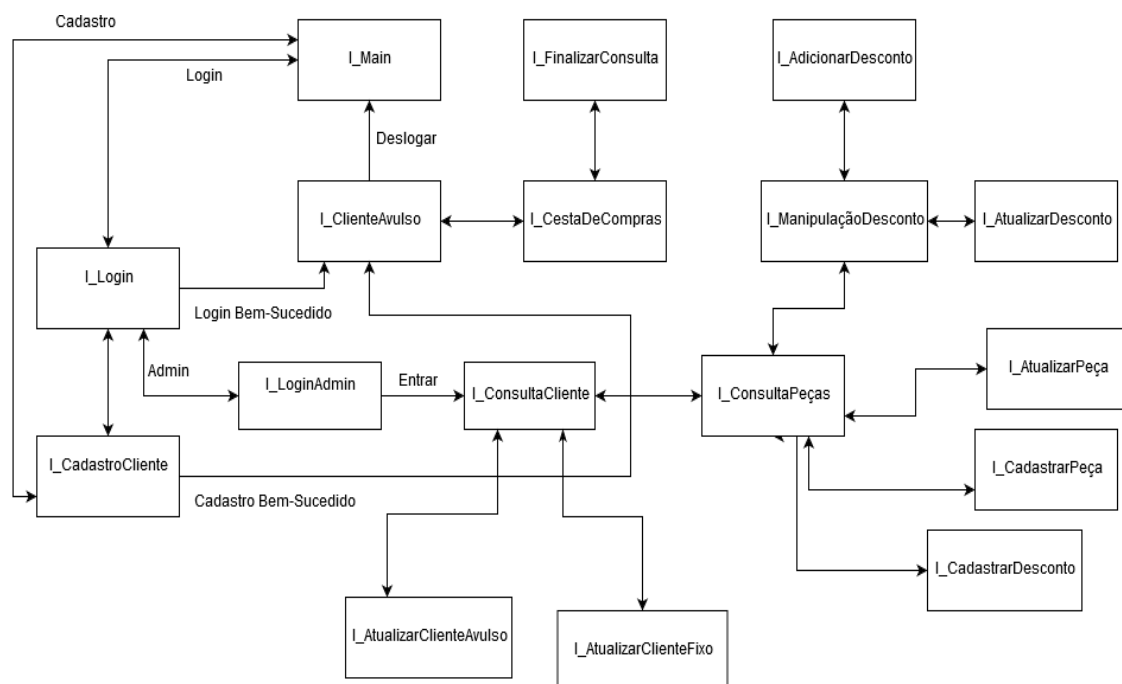 Cadastro
I_Main
I_FinalizarConsulta
I_AdicionarDesconto
Login
Deslogar
I_ClienteAvulso
I_CestaDeCompras
I_ManipulaçãoDesconto
I_AtualizarDesconto
I_Login
Login Bem-Sucedido
Admin
I_LoginAdmin
Entrar
I_ConsultaCliente
I_ConsultaPeças
I_AtualizarPeça
I_CadastroCliente
I_CadastrarPeça
Cadastro Bem-Sucedido
I_CadastrarDesconto
I_AtualizarClienteAvulso
I_AtualizarClienteFixo